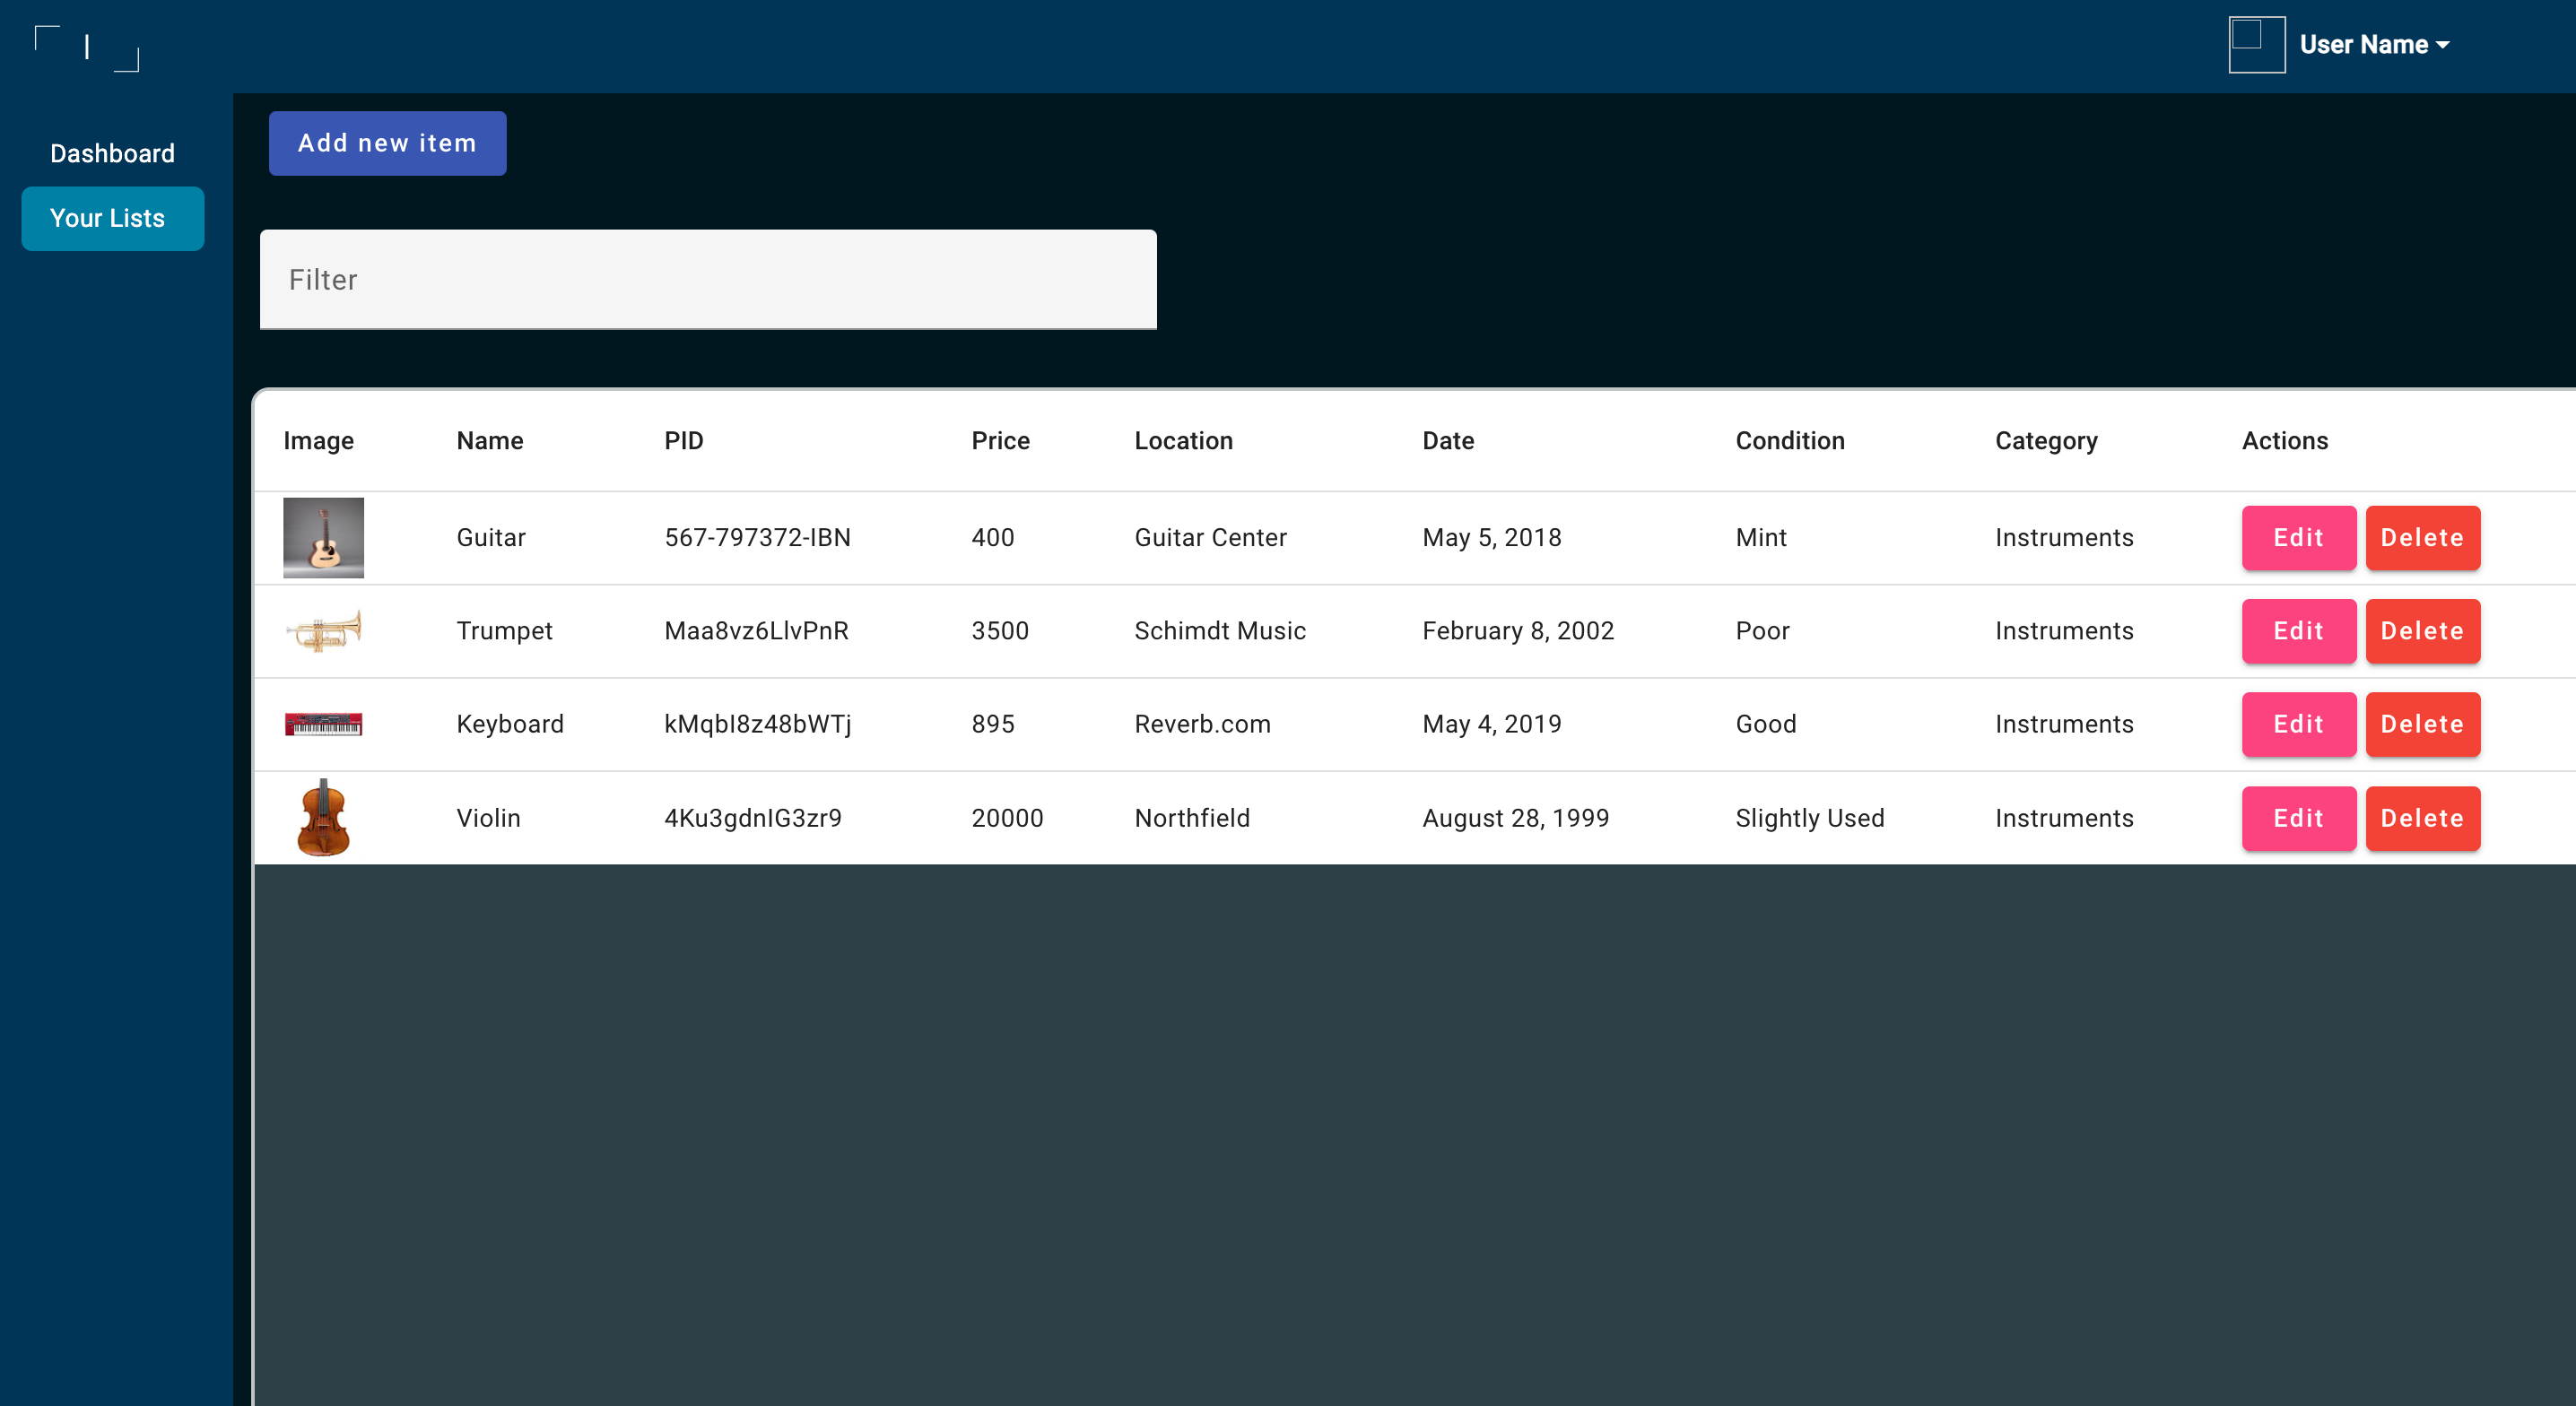 User Name
Dashboard
Your Lists
Add new item
Filter
Image Name PID Price Location Date Condition Category Actions
Guitar 567-797372-IBN 400 Guitar Center May 5, 2018 Mint Instruments Edit Delete
Trumpet Maa8vz6LlvPnR 3500 Schimdt Music February 8, 2002 Poor Instruments Edit Delete
Keyboard kMqbI8z48bWTj 895 Reverb.com May 4, 2019 Good Instruments Edit Delete
Violin 4Ku3gdnIG3zr9 20000 Northfield August 28, 1999 Slightly Used Instruments Edit Delete